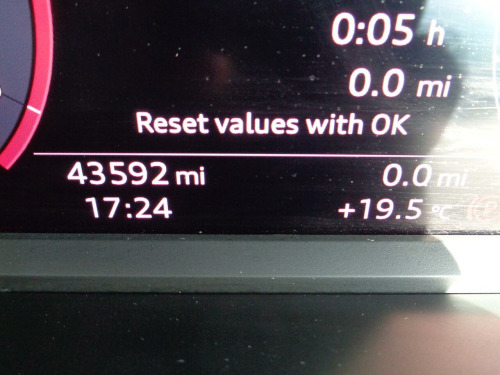 0:05 h
0.0 mi
Reset values with OK
43592 mi 0.0 mi
17:24 +19.5 °C